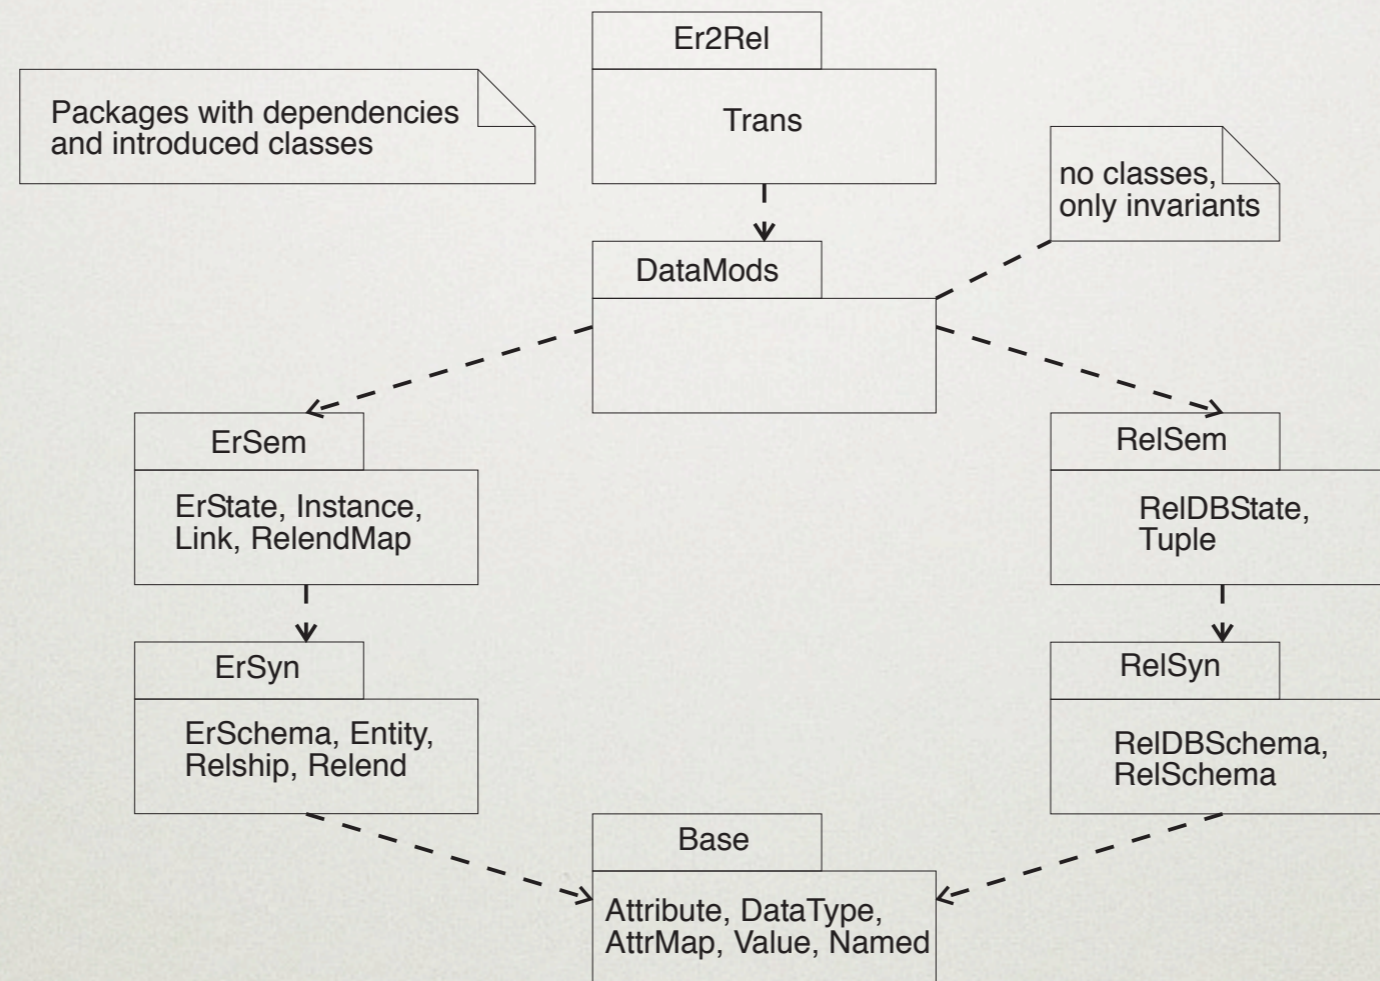 Er2Rel
Packages with dependencies
and introduced classes
Trans
no classes,
only invariants
DataMods
ErSem
RelSem
ErState, Instance,
Link, RelendMap
RelDBState,
Tuple
ErSyn
RelSyn
ErSchema, Entity,
Relship, Relend
RelDBSchema,
RelSchema
Base
Attribute, DataType,
AttrMap, Value, Named